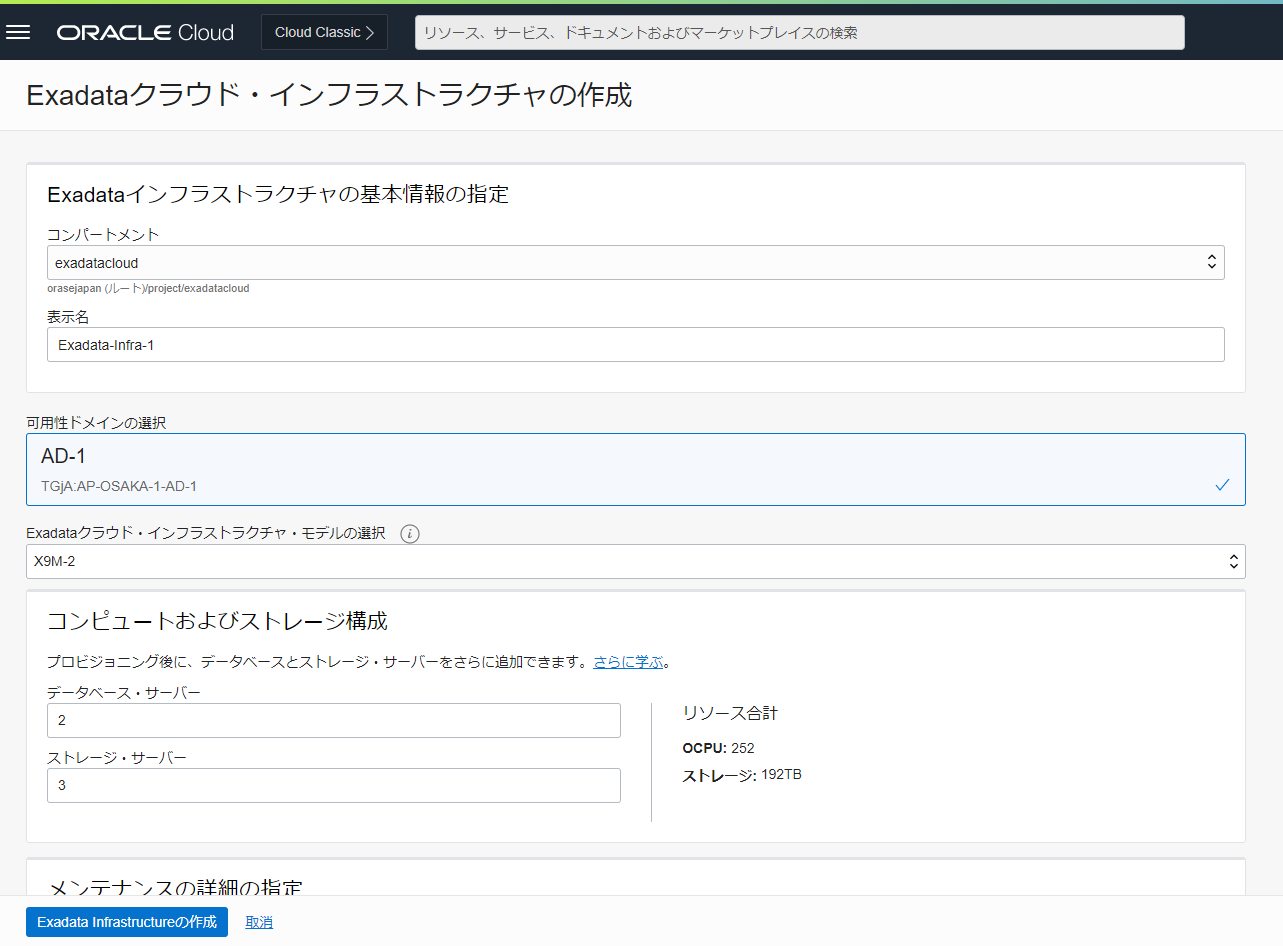 ORACLE Cloud
Cloud Classic
リソース、サービス、ドキュメントおよびマーケットプレイスの検索
Exadataクラウド・インフラストラクチャの作成
Exadataインフラストラクチャの基本情報の指定
コンパートメント
exadatacloud
orasejapan (ルート)/project/exadatacloud
表示名
Exadata-Infra-1
可用性ドメインの選択
AD-1
TGjA:AP-OSAKA-1-AD-1
Exadataクラウド・インフラストラクチャ・モデルの選択
X9M-2
コンピュートおよびストレージ構成
プロビジョニング後に、データベースとストレージ・サーバーをさらに追加できます。さらに学ぶ。
データベース・サーバー
2
ストレージ・サーバー
3
リソース合計
OCPU: 252
ストレージ: 192TB
メンテナンスの詳細の指定
Exadata Infrastructureの作成
取消